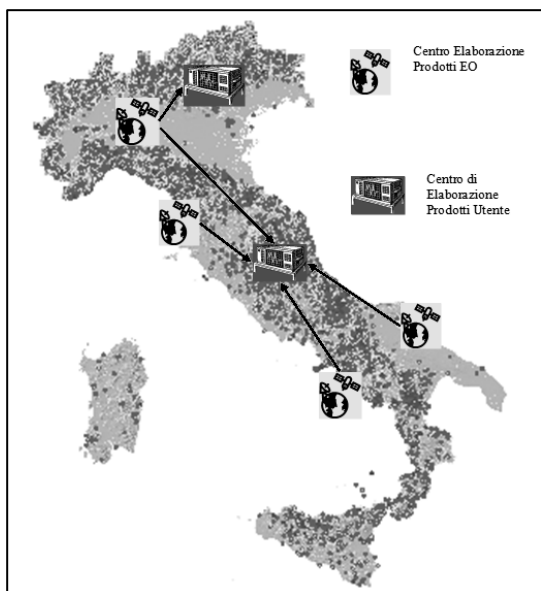 Centro Elaborazione
Prodotti EO
Centro di
Elaborazione
Prodotti Utente